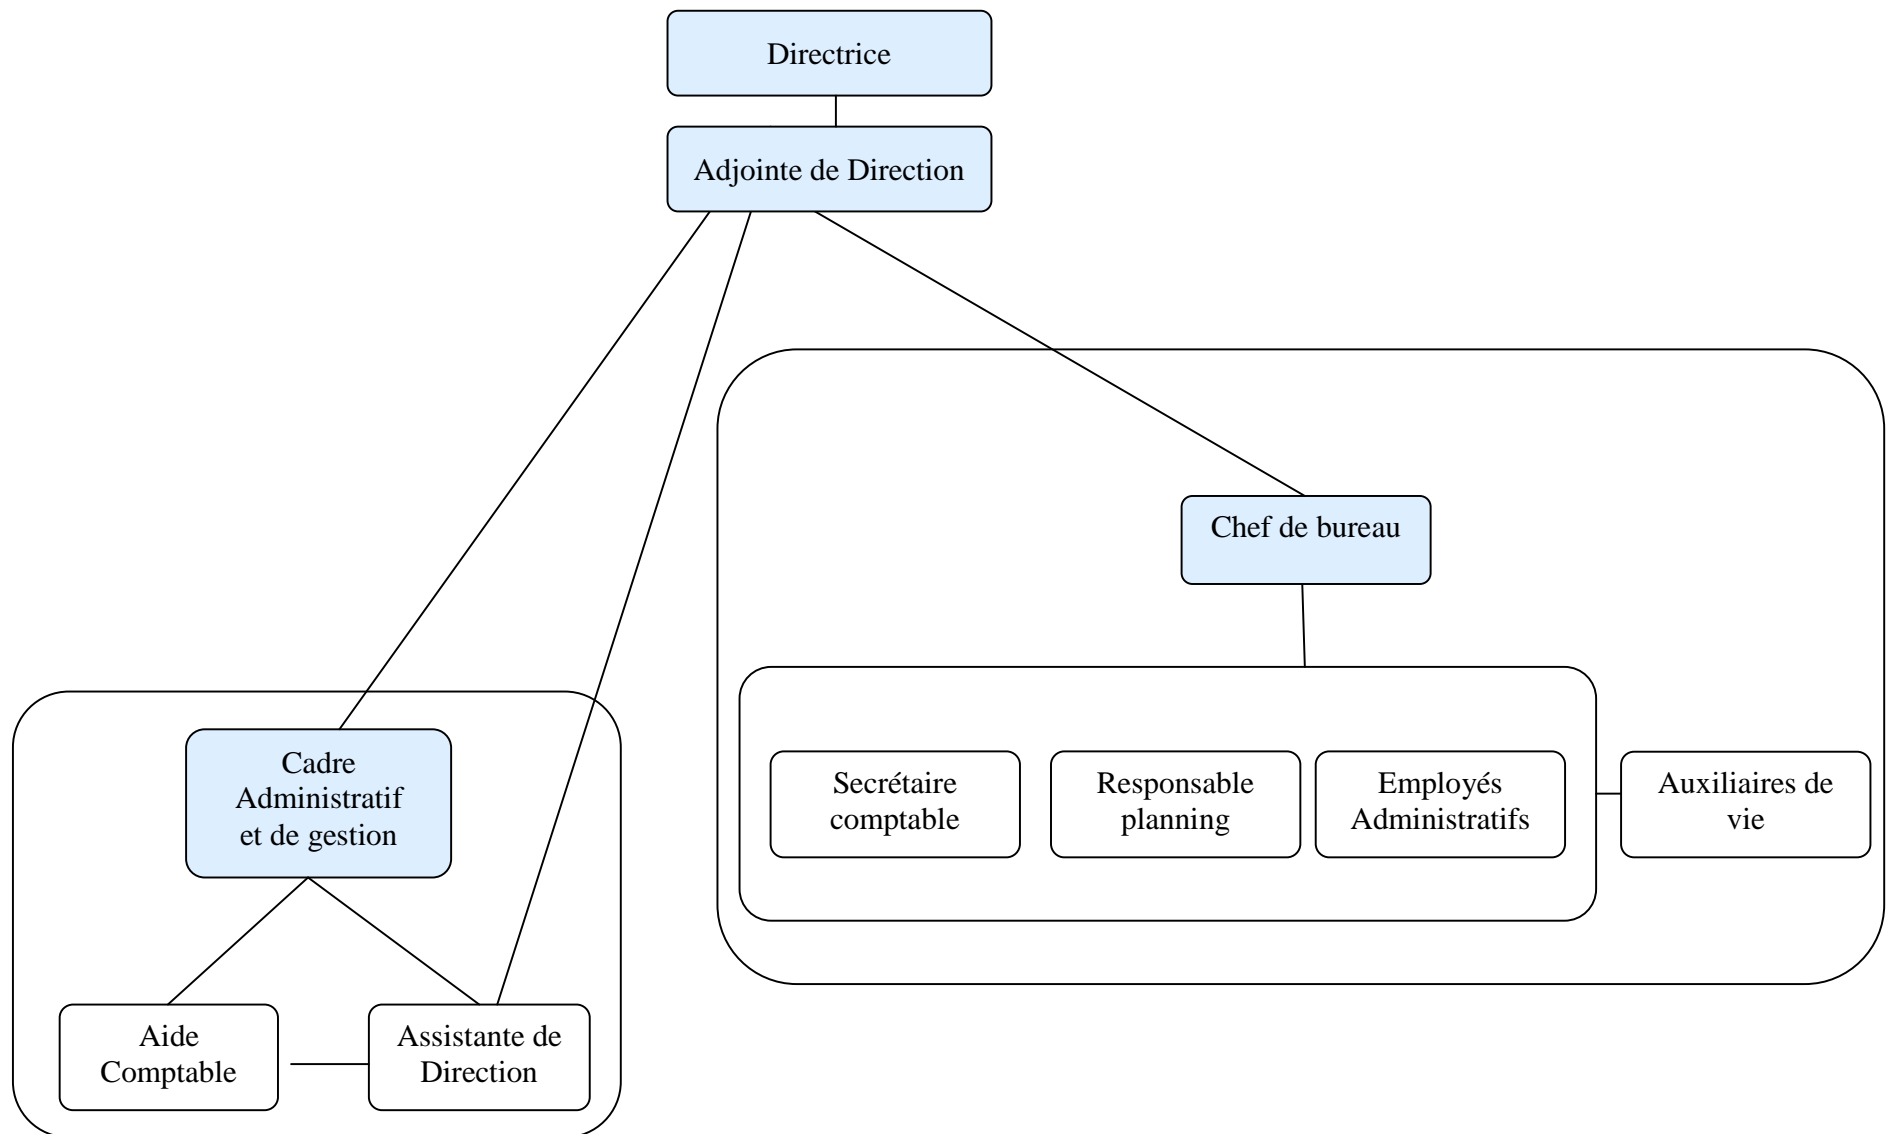 Directrice
Adjointe de Direction
Chef de bureau
Cadre
Administratif
et de gestion
Secrétaire
comptable
Responsable
planning
Employés
Administratifs
Auxiliaires de
vie
Aide
Comptable
Assistante de
Direction